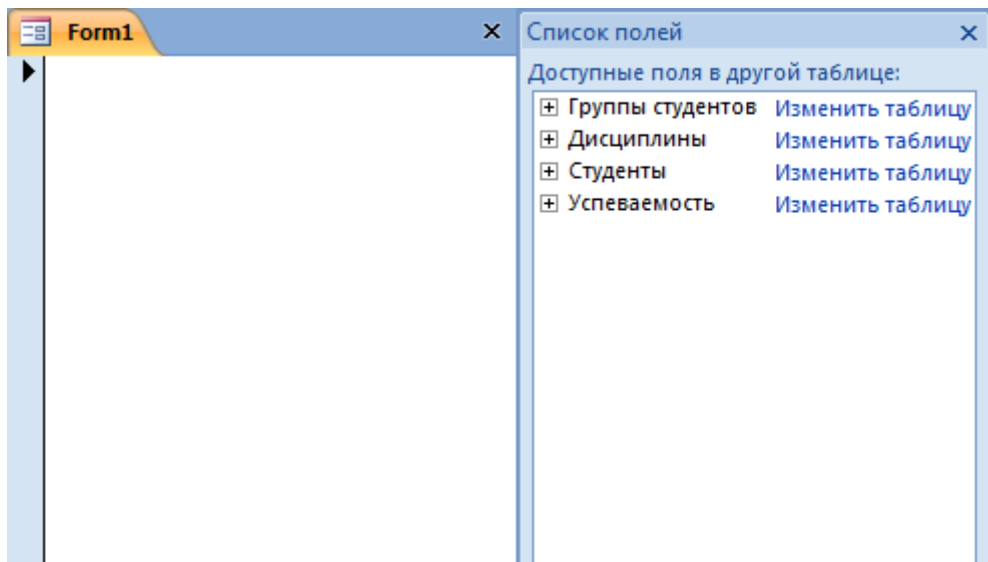 Form1
Список полей
Доступные поля в другой таблице:
Группы студентов Изменить таблицу
Дисциплины Изменить таблицу
Студенты Изменить таблицу
Успеваемость Изменить таблицу